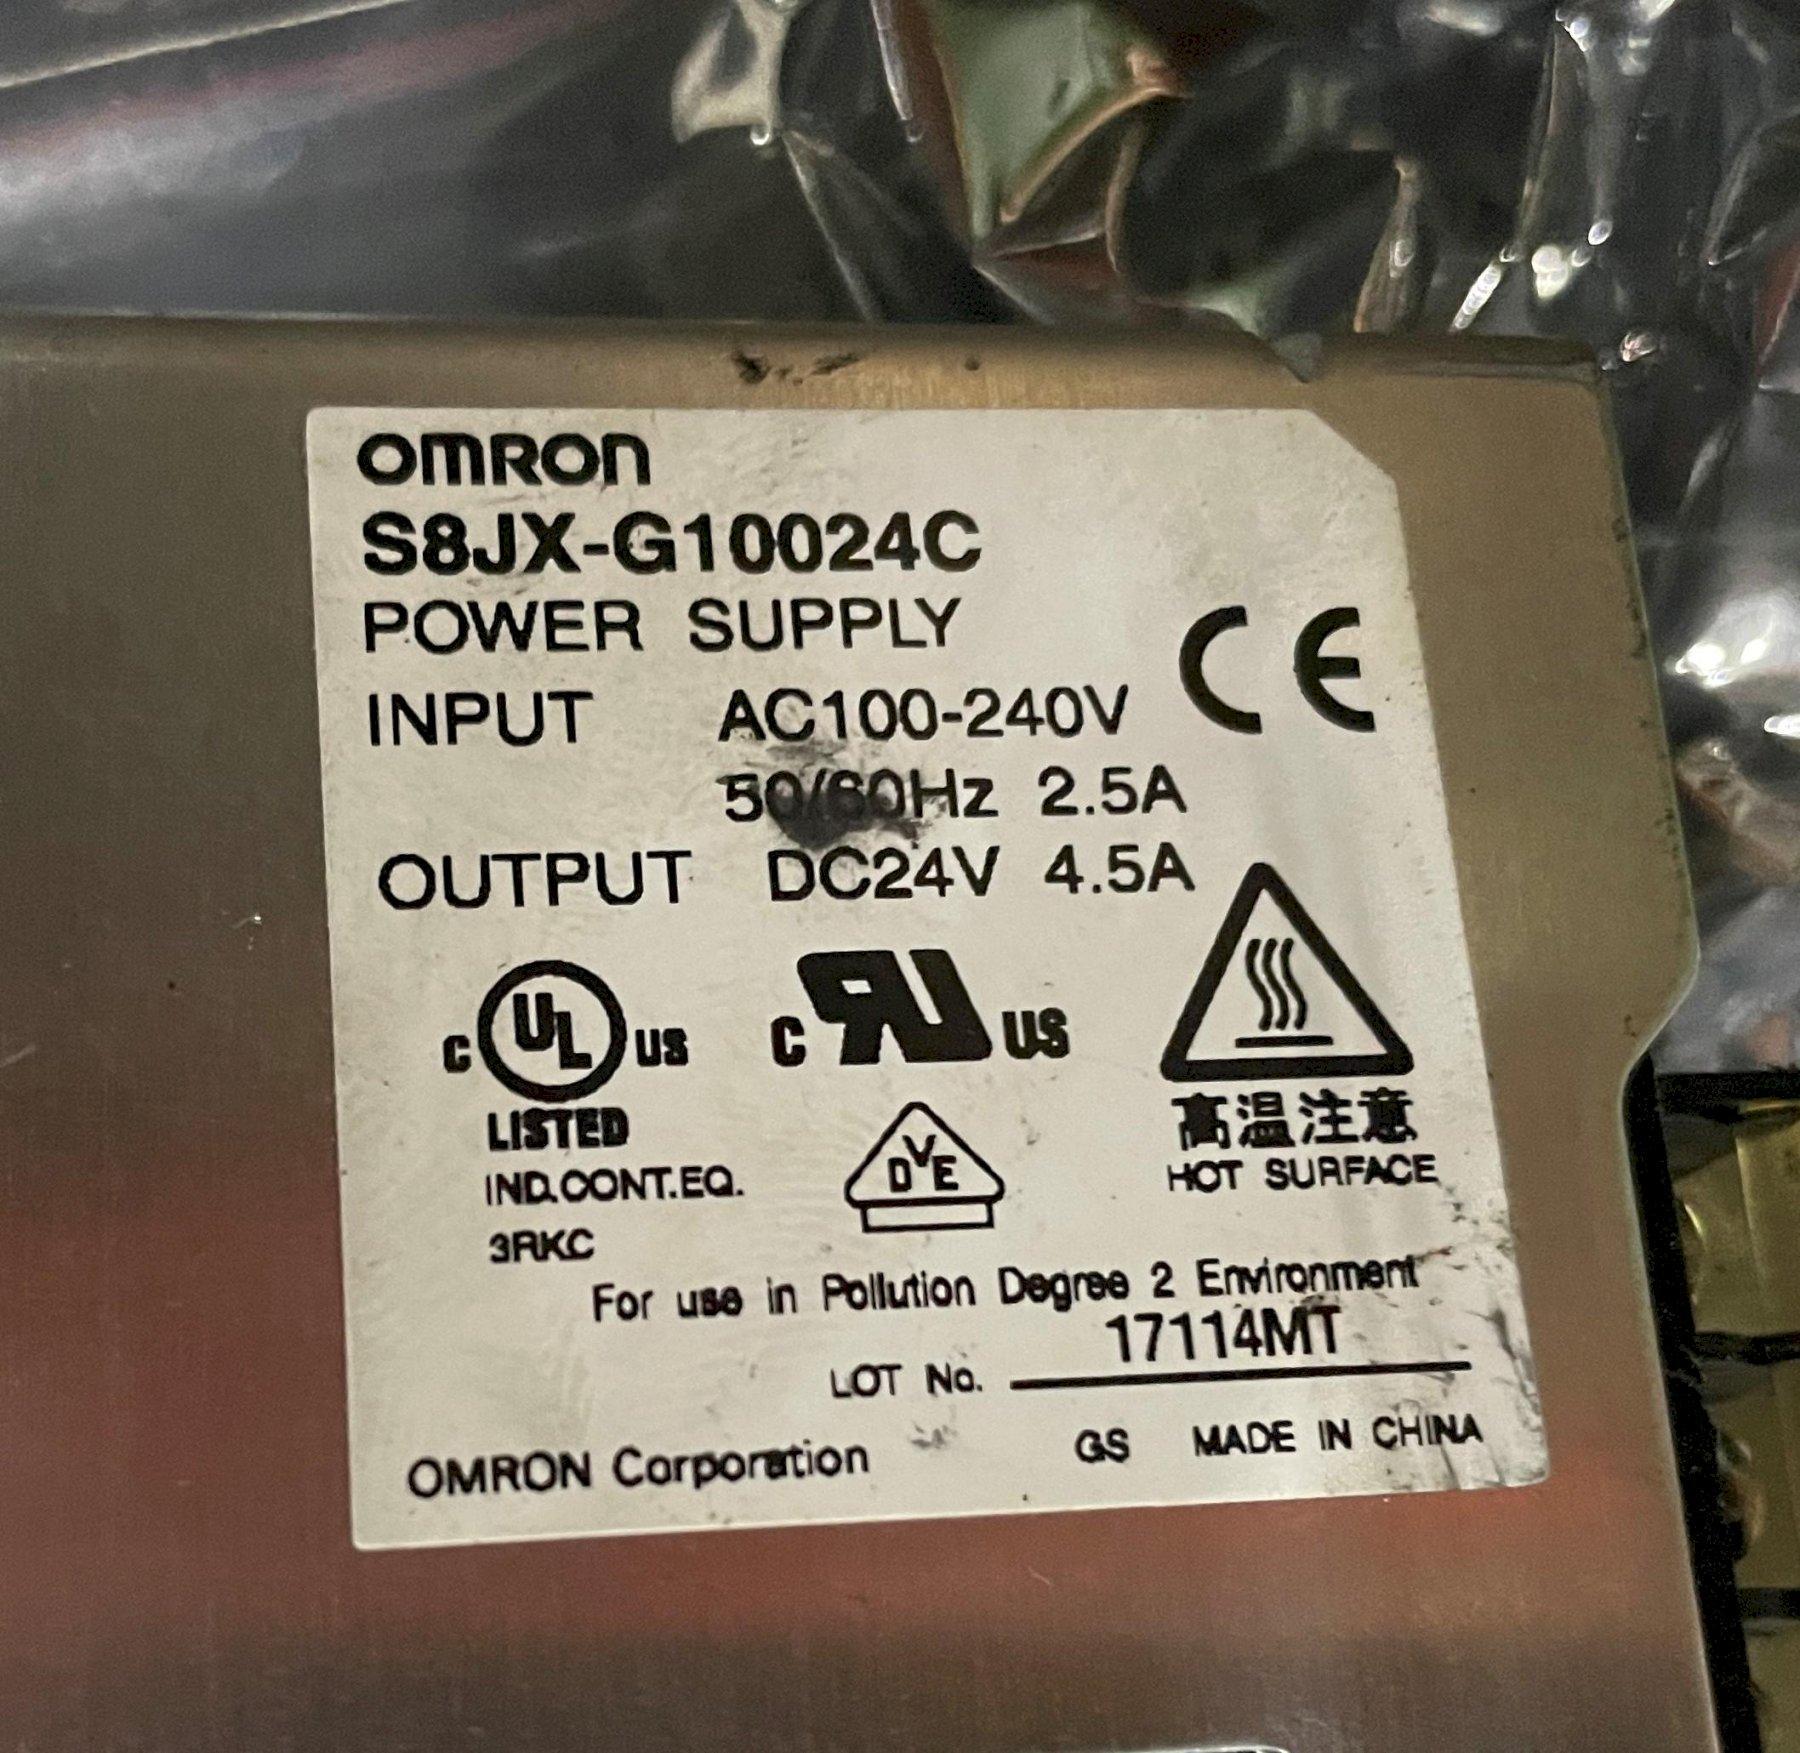 OMRON
S8JX-G10024C
POWER SUPPLY
CE
INPUT AC100-240V
50/60Hz 2.5A
OUTPUT DC24V 4.5A
C UL US
C RU US
LISTED
IND.CONT.EQ.
3RKC
DVE
高温注意
HOT SURFACE
For use in Pollution Degree 2 Environment
LOT No. 17114MT
OMRON Corporation GS MADE IN CHINA